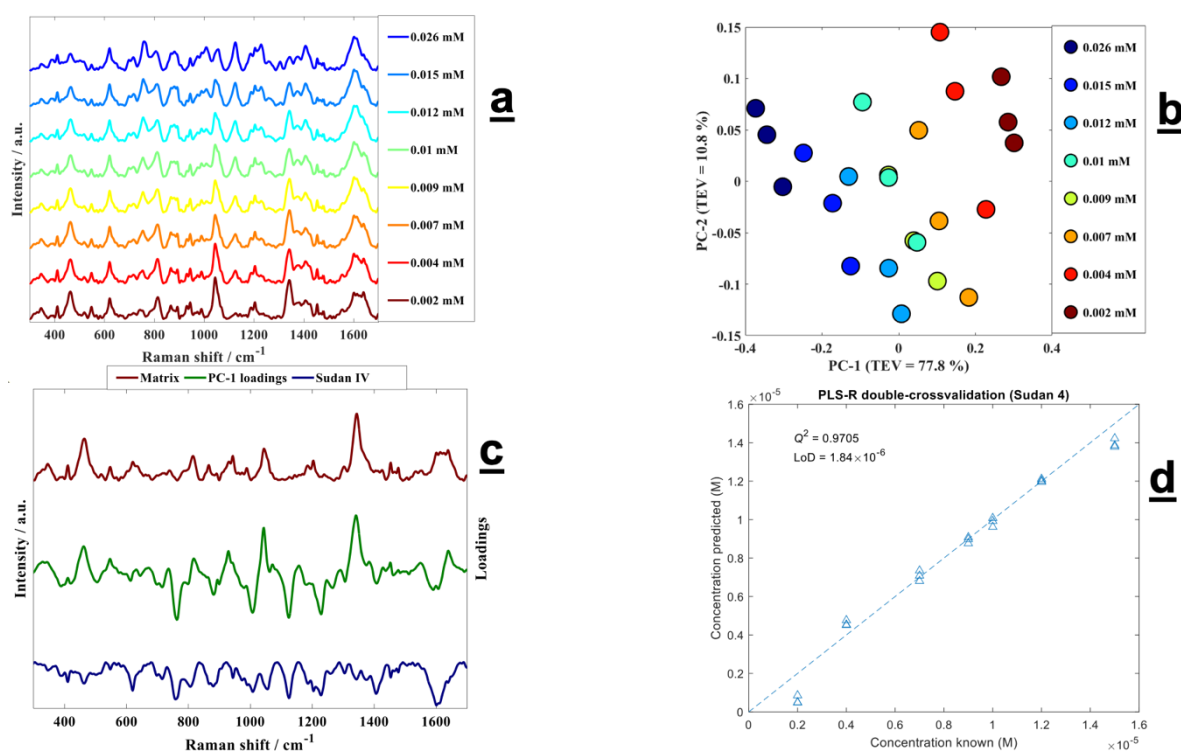 a
0.026 mM
0.015 mM
0.012 mM
0.01 mM
0.009 mM
0.007 mM
0.004 mM
0.002 mM
Intensity / a.u.
400 600 800 1000 1200 1400 1600
Raman shift / cm⁻¹
b
0.026 mM
0.015 mM
0.012 mM
0.01 mM
0.009 mM
0.007 mM
0.004 mM
0.002 mM
PC-2 (TEV = 10.8 %)
0.15
0.1
0.05
0
-0.05
-0.1
-0.15
-0.4 -0.2 0 0.2 0.4
PC-1 (TEV = 77.8 %)
Matrix PC-1 loadings Sudan IV
c
Intensity / a.u.
Loadings
400 600 800 1000 1200 1400 1600
Raman shift / cm⁻¹
PLS-R double-crossvalidation (Sudan 4)
×10⁻⁵
Q² = 0.9705
LoD = 1.84×10⁻⁶
d
Concentration predicted (M)
1.6
1.4
1.2
1
0.8
0.6
0.4
0.2
0
0 0.2 0.4 0.6 0.8 1 1.2 1.4 1.6
Concentration known (M)
×10⁻⁵